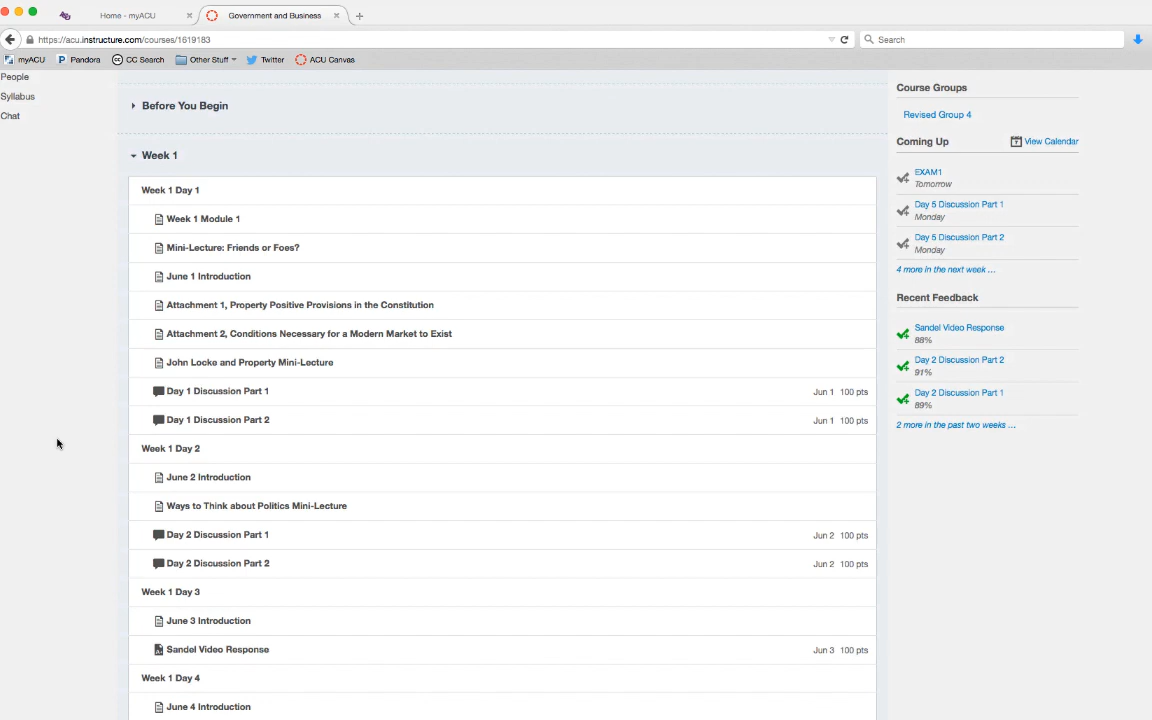 Home - myACU
Government and Business
https://acu.instructure.com/courses/1619183
Search
myACU
Pandora
CC Search
Other Stuff
Twitter
ACU Canvas
People
Syllabus
Chat
Before You Begin
Week 1
Week 1 Day 1
Week 1 Module 1
Mini-Lecture: Friends or Foes?
June 1 Introduction
Attachment 1, Property Positive Provisions in the Constitution
Attachment 2, Conditions Necessary for a Modern Market to Exist
John Locke and Property Mini-Lecture
Day 1 Discussion Part 1 Jun 1 100 pts
Day 1 Discussion Part 2 Jun 1 100 pts
Week 1 Day 2
June 2 Introduction
Ways to Think about Politics Mini-Lecture
Day 2 Discussion Part 1 Jun 2 100 pts
Day 2 Discussion Part 2 Jun 2 100 pts
Week 1 Day 3
June 3 Introduction
Sandel Video Response Jun 3 100 pts
Week 1 Day 4
June 4 Introduction
Course Groups
Revised Group 4
Coming Up View Calendar
EXAM1
Tomorrow
Day 5 Discussion Part 1
Monday
Day 5 Discussion Part 2
Monday
4 more in the next week ...
Recent Feedback
Sandel Video Response
88%
Day 2 Discussion Part 2
91%
Day 2 Discussion Part 1
89%
2 more in the past two weeks ...